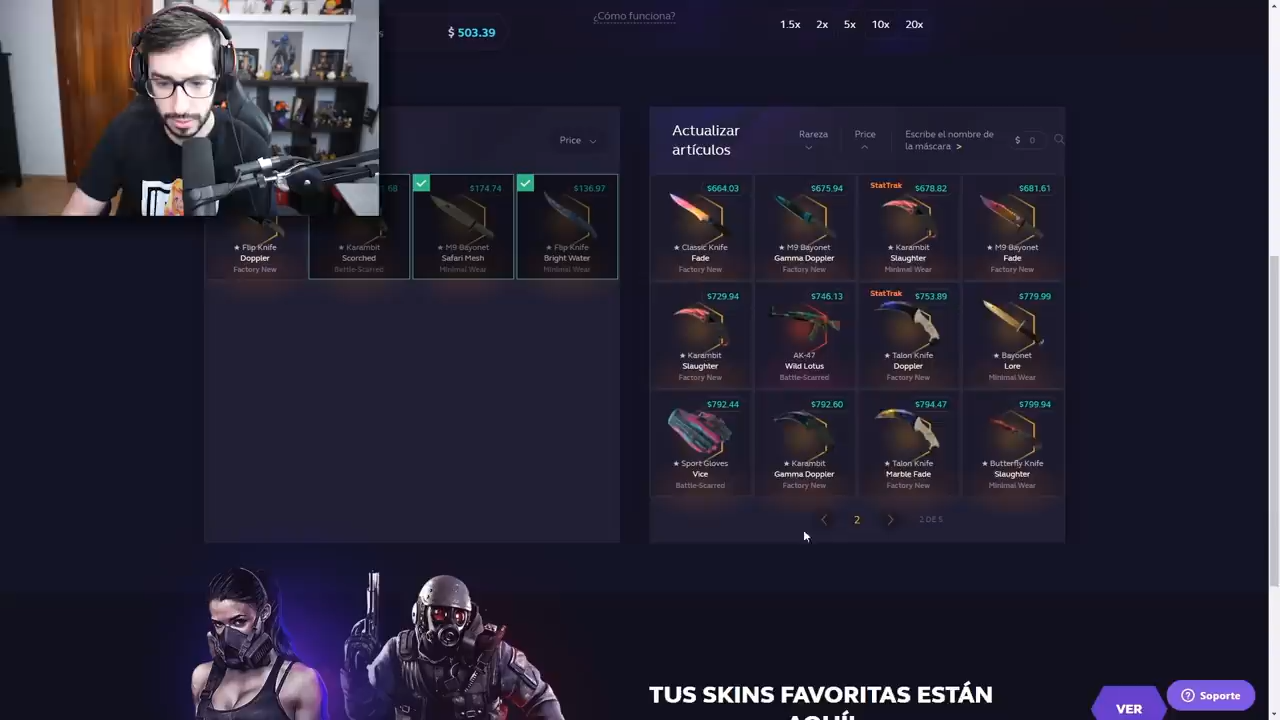 s
$ 503.39
¿Cómo funciona?
1.5x 2x 5x 10x 20x
Price
.68
$174.74
$136.97
★ Flip Knife
Doppler
Factory New
★ Karambit
Scorched
Battle-Scarred
★ M9 Bayonet
Safari Mesh
Minimal Wear
★ Flip Knife
Bright Water
Minimal Wear
Actualizar
artículos
Rareza
Price
Escribe el nombre de
la máscara >
$ 0
$664.03
★ Classic Knife
Fade
Factory New
$675.94
★ M9 Bayonet
Gamma Doppler
Factory New
StatTrak $678.82
★ Karambit
Slaughter
Minimal Wear
$681.61
★ M9 Bayonet
Fade
Factory New
$729.94
★ Karambit
Slaughter
Factory New
$746.13
AK-47
Wild Lotus
Battle-Scarred
StatTrak $753.89
★ Talon Knife
Doppler
Factory New
$779.99
★ Bayonet
Lore
Minimal Wear
$792.44
★ Sport Gloves
Vice
Battle-Scarred
$792.60
★ Karambit
Gamma Doppler
Factory New
$794.47
★ Talon Knife
Marble Fade
Factory New
$799.94
★ Butterfly Knife
Slaughter
Minimal Wear
2
2 DE 5
TUS SKINS FAVORITAS ESTÁN
AQUÍ!
VER
Soporte